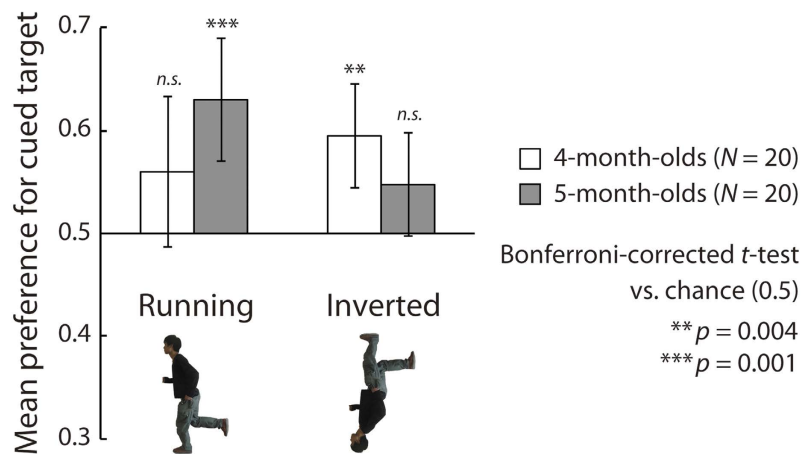 Mean preference for cued target
0.7
0.6
0.5
0.4
0.3
n.s.
***
**
n.s.
Running
Inverted
4-month-olds (N = 20)
5-month-olds (N = 20)
Bonferroni-corrected t-test
vs. chance (0.5)
**p = 0.004
***p = 0.001